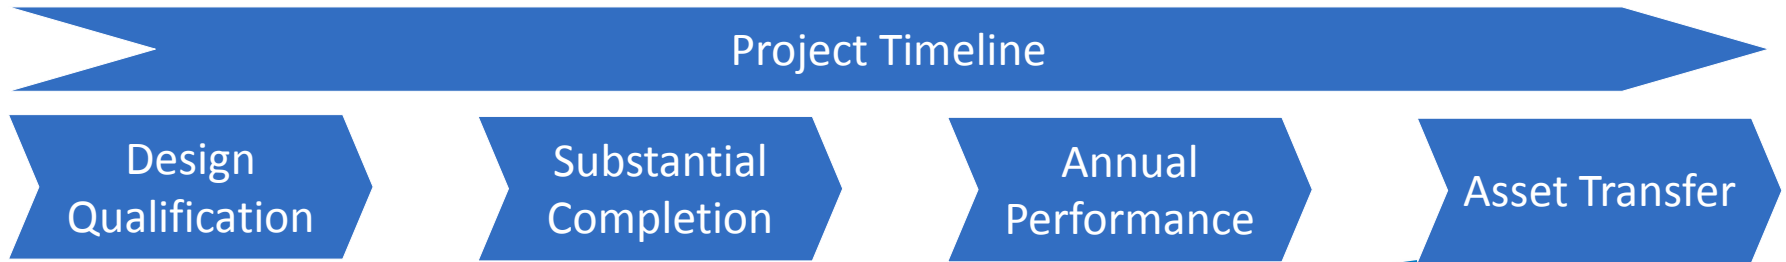 Project Timeline
Design
Qualification
Substantial
Completion
Annual
Performance
Asset Transfer